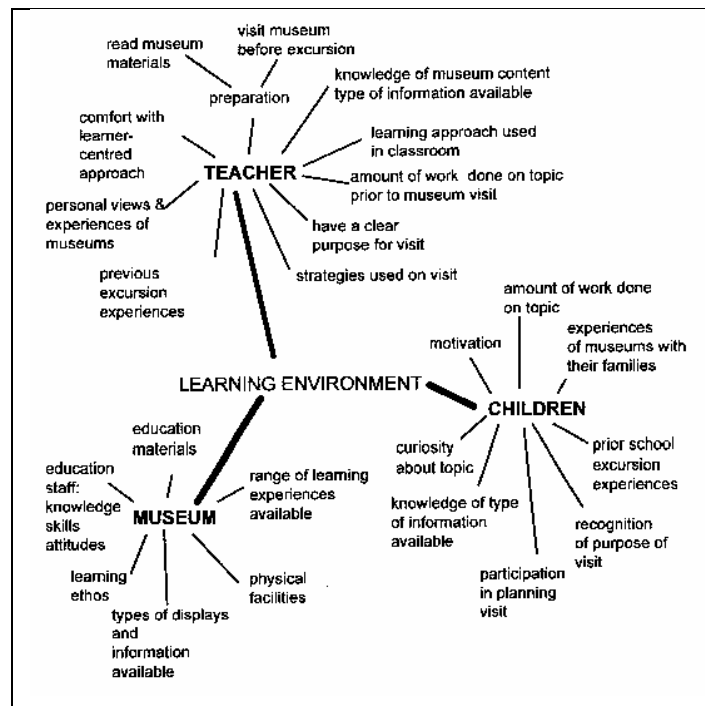 visit museum
before excursion
read museum
materials
preparation
knowledge of museum content
type of information available
comfort with
learner-
centred
approach
learning approach used
in classroom
TEACHER
amount of work done on topic
prior to museum visit
personal views &
experiences of
museums
have a clear
purpose for visit
previous
excursion
experiences
strategies used on visit
LEARNING ENVIRONMENT
amount of work done
on topic
motivation
experiences
of museums with
their families
CHILDREN
curiosity
about topic
prior school
excursion
experiences
knowledge of type
of information
available
recognition
of purpose of
visit
participation
in planning
visit
education
materials
education
staff:
knowledge
skills
attitudes
range of learning
experiences
available
MUSEUM
learning
ethos
physical
facilities
types of displays
and
information
available